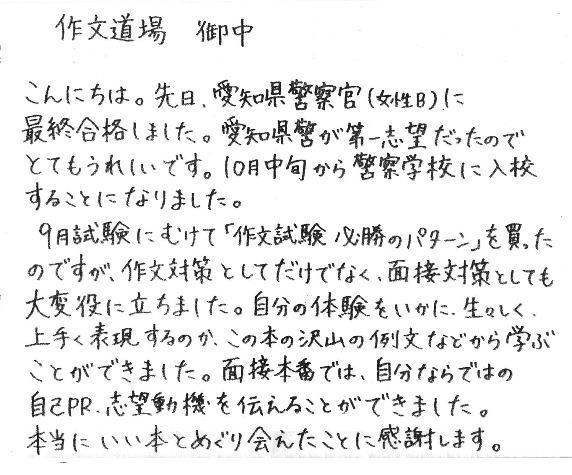 作文道場　御中
こんにちは。先日、愛知県警察官(女性B)に
最終合格しました。愛知県警が第一志望だったので
とてもうれしいです。10月中旬から警察学校に入校
することになりました。
9月試験にむけて「作文試験必勝のパターン」を買った
のですが、作文対策としてだけでなく、面接対策としても
大変役に立ちました。自分の体験をいかに、生々しく、
上手く表現するのか、この本の沢山の例文などから学ぶ
ことができました。面接本番では、自分ならではの
自己PR、志望動機を伝えることができました。
本当にいい本とめぐり会えたことに感謝します。